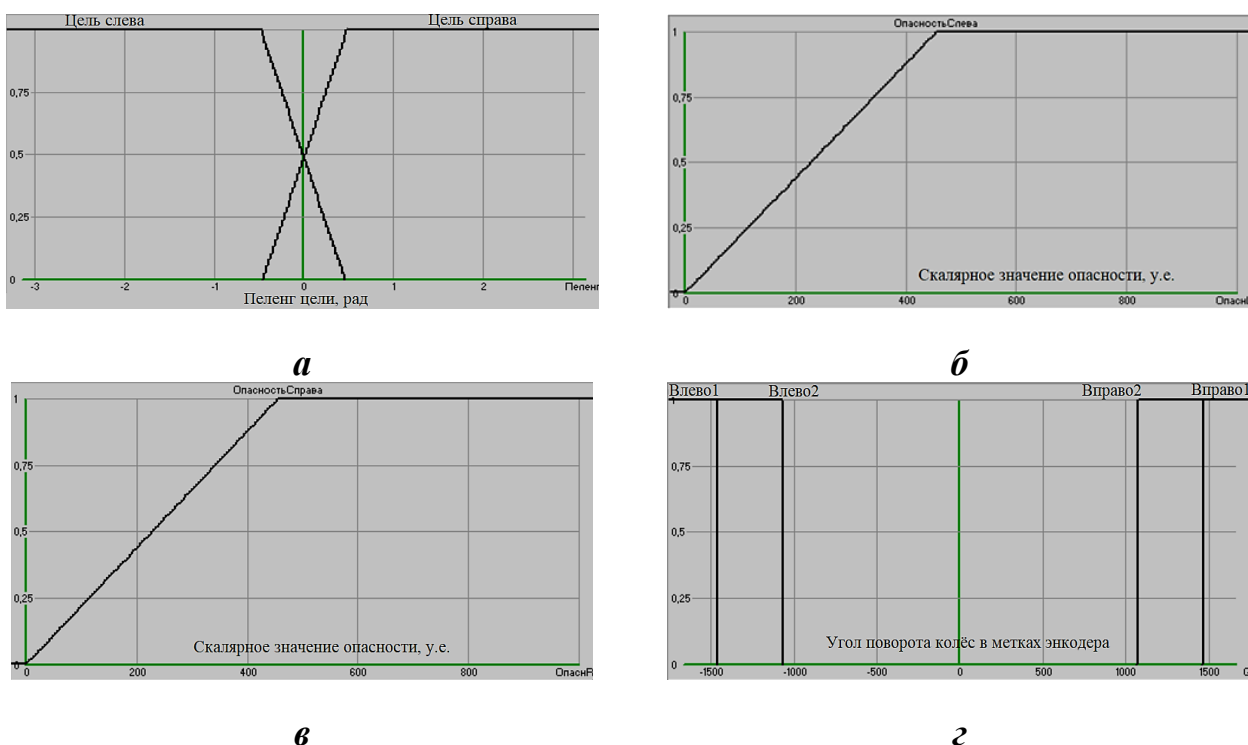 Цель слева Цель справа
1
0,75
0,5
0,25
0
-3 -2 -1 0 1 2
Пеленг цели, рад
а
ОпасностьСлева
1
0,75
0,5
0,25
0
Скалярное значение опасности, у.е.
0 200 400 600 800
б
ОпасностьСправа
1
0,75
0,5
0,25
0
Скалярное значение опасности, у.е.
0 200 400 600 800
в
Влево1 Влево2 Вправо2 Вправо1
1
0,75
0,5
0,25
0
Угол поворота колёс в метках энкодера
-1500 -1000 -500 0 500 1000 1500
г